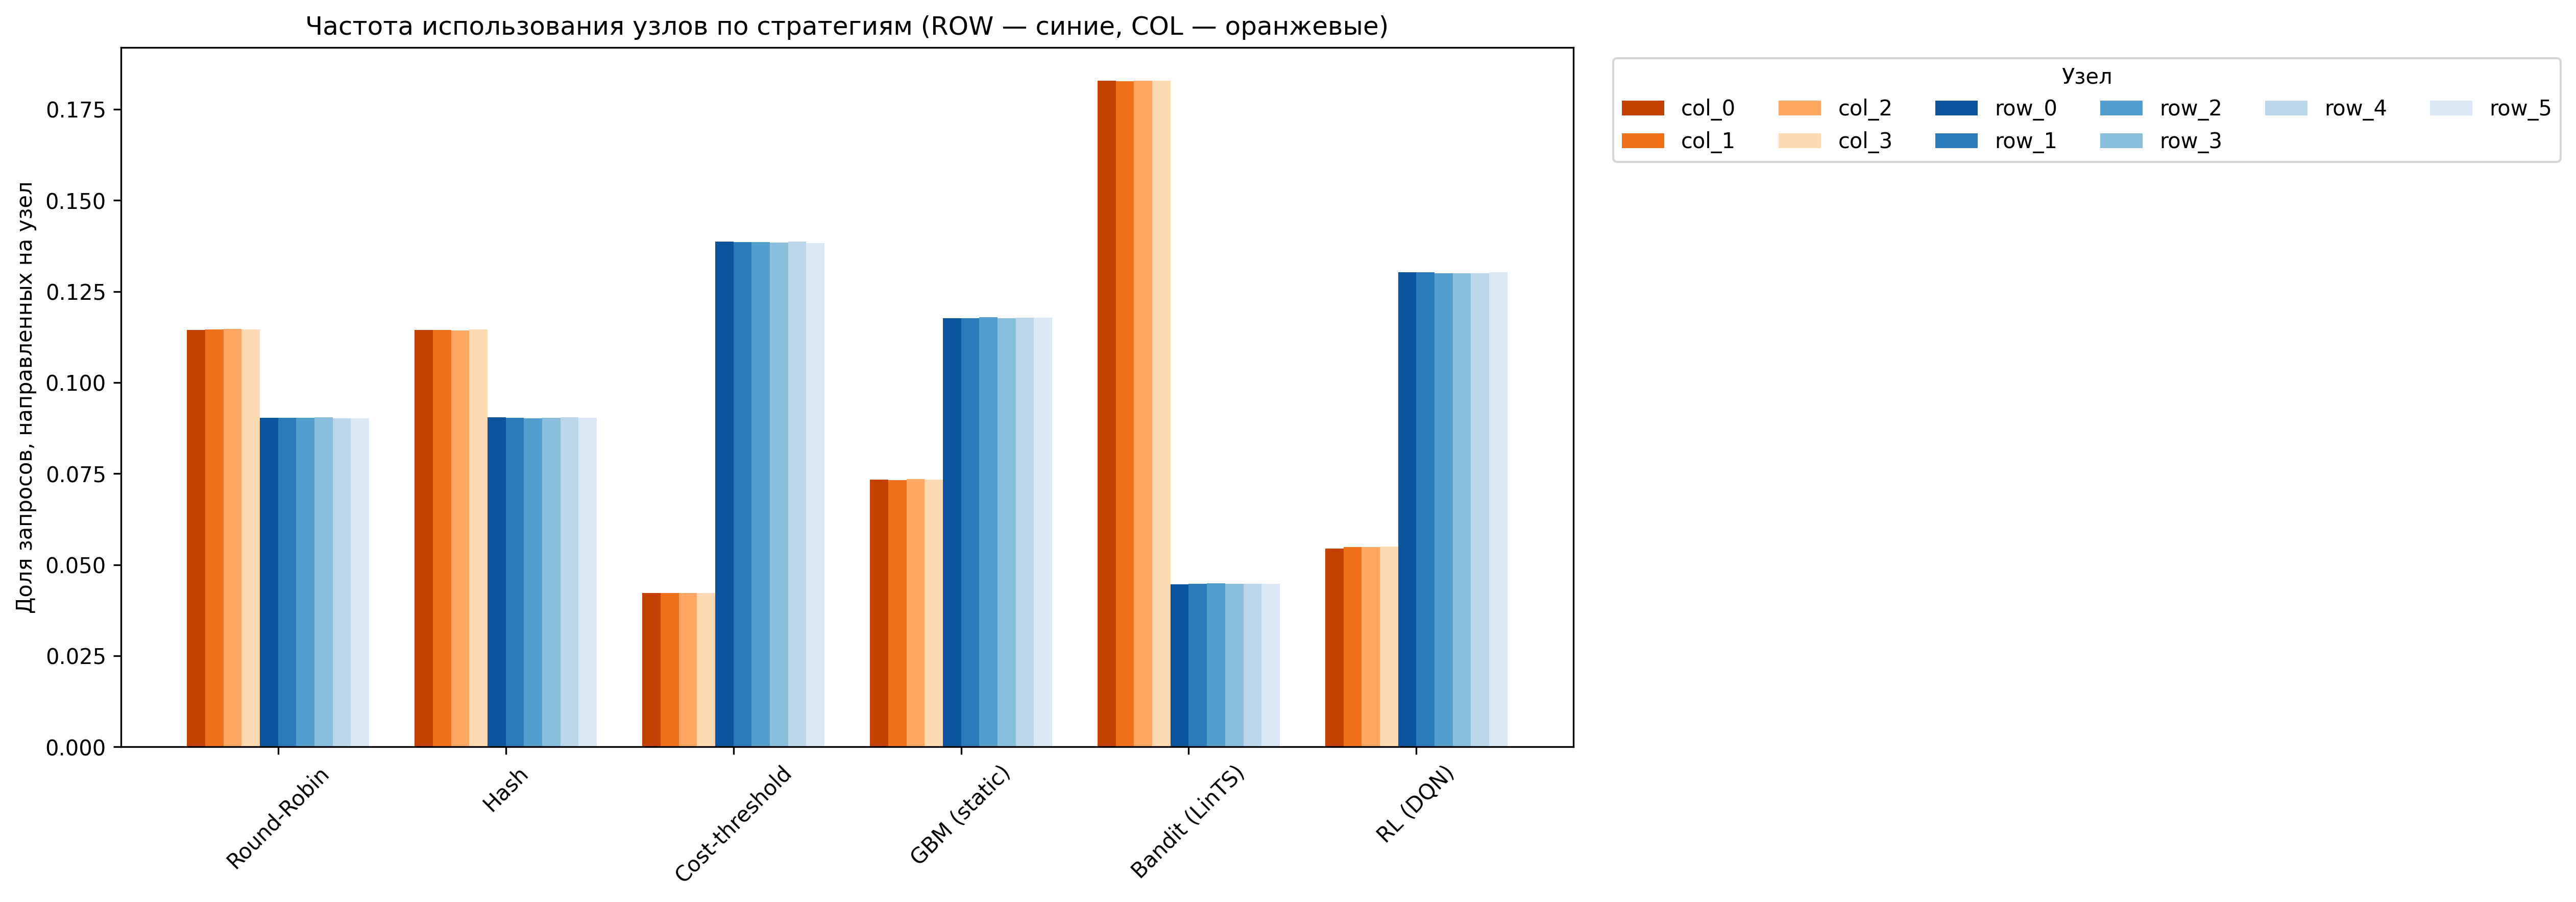 Частота использования узлов по стратегиям (ROW — синие, COL — оранжевые)
Доля запросов, направленных на узел
0.175
0.150
0.125
0.100
0.075
0.050
0.025
0.000
Round-Robin
Hash
Cost-threshold
GBM (static)
Bandit (LinTS)
RL (DQN)
Узел
col_0 col_2 row_0 row_2 row_4 row_5
col_1 col_3 row_1 row_3